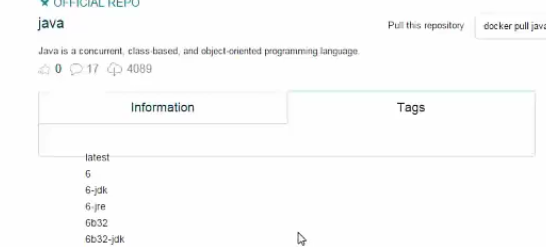 OFFICIAL REPO
java
Pull this repository
docker pull java
Java is a concurrent, class-based, and object-oriented programming language.
0 17 4089
Information Tags
latest
6
6-jdk
6-jre
6b32
6b32-jdk